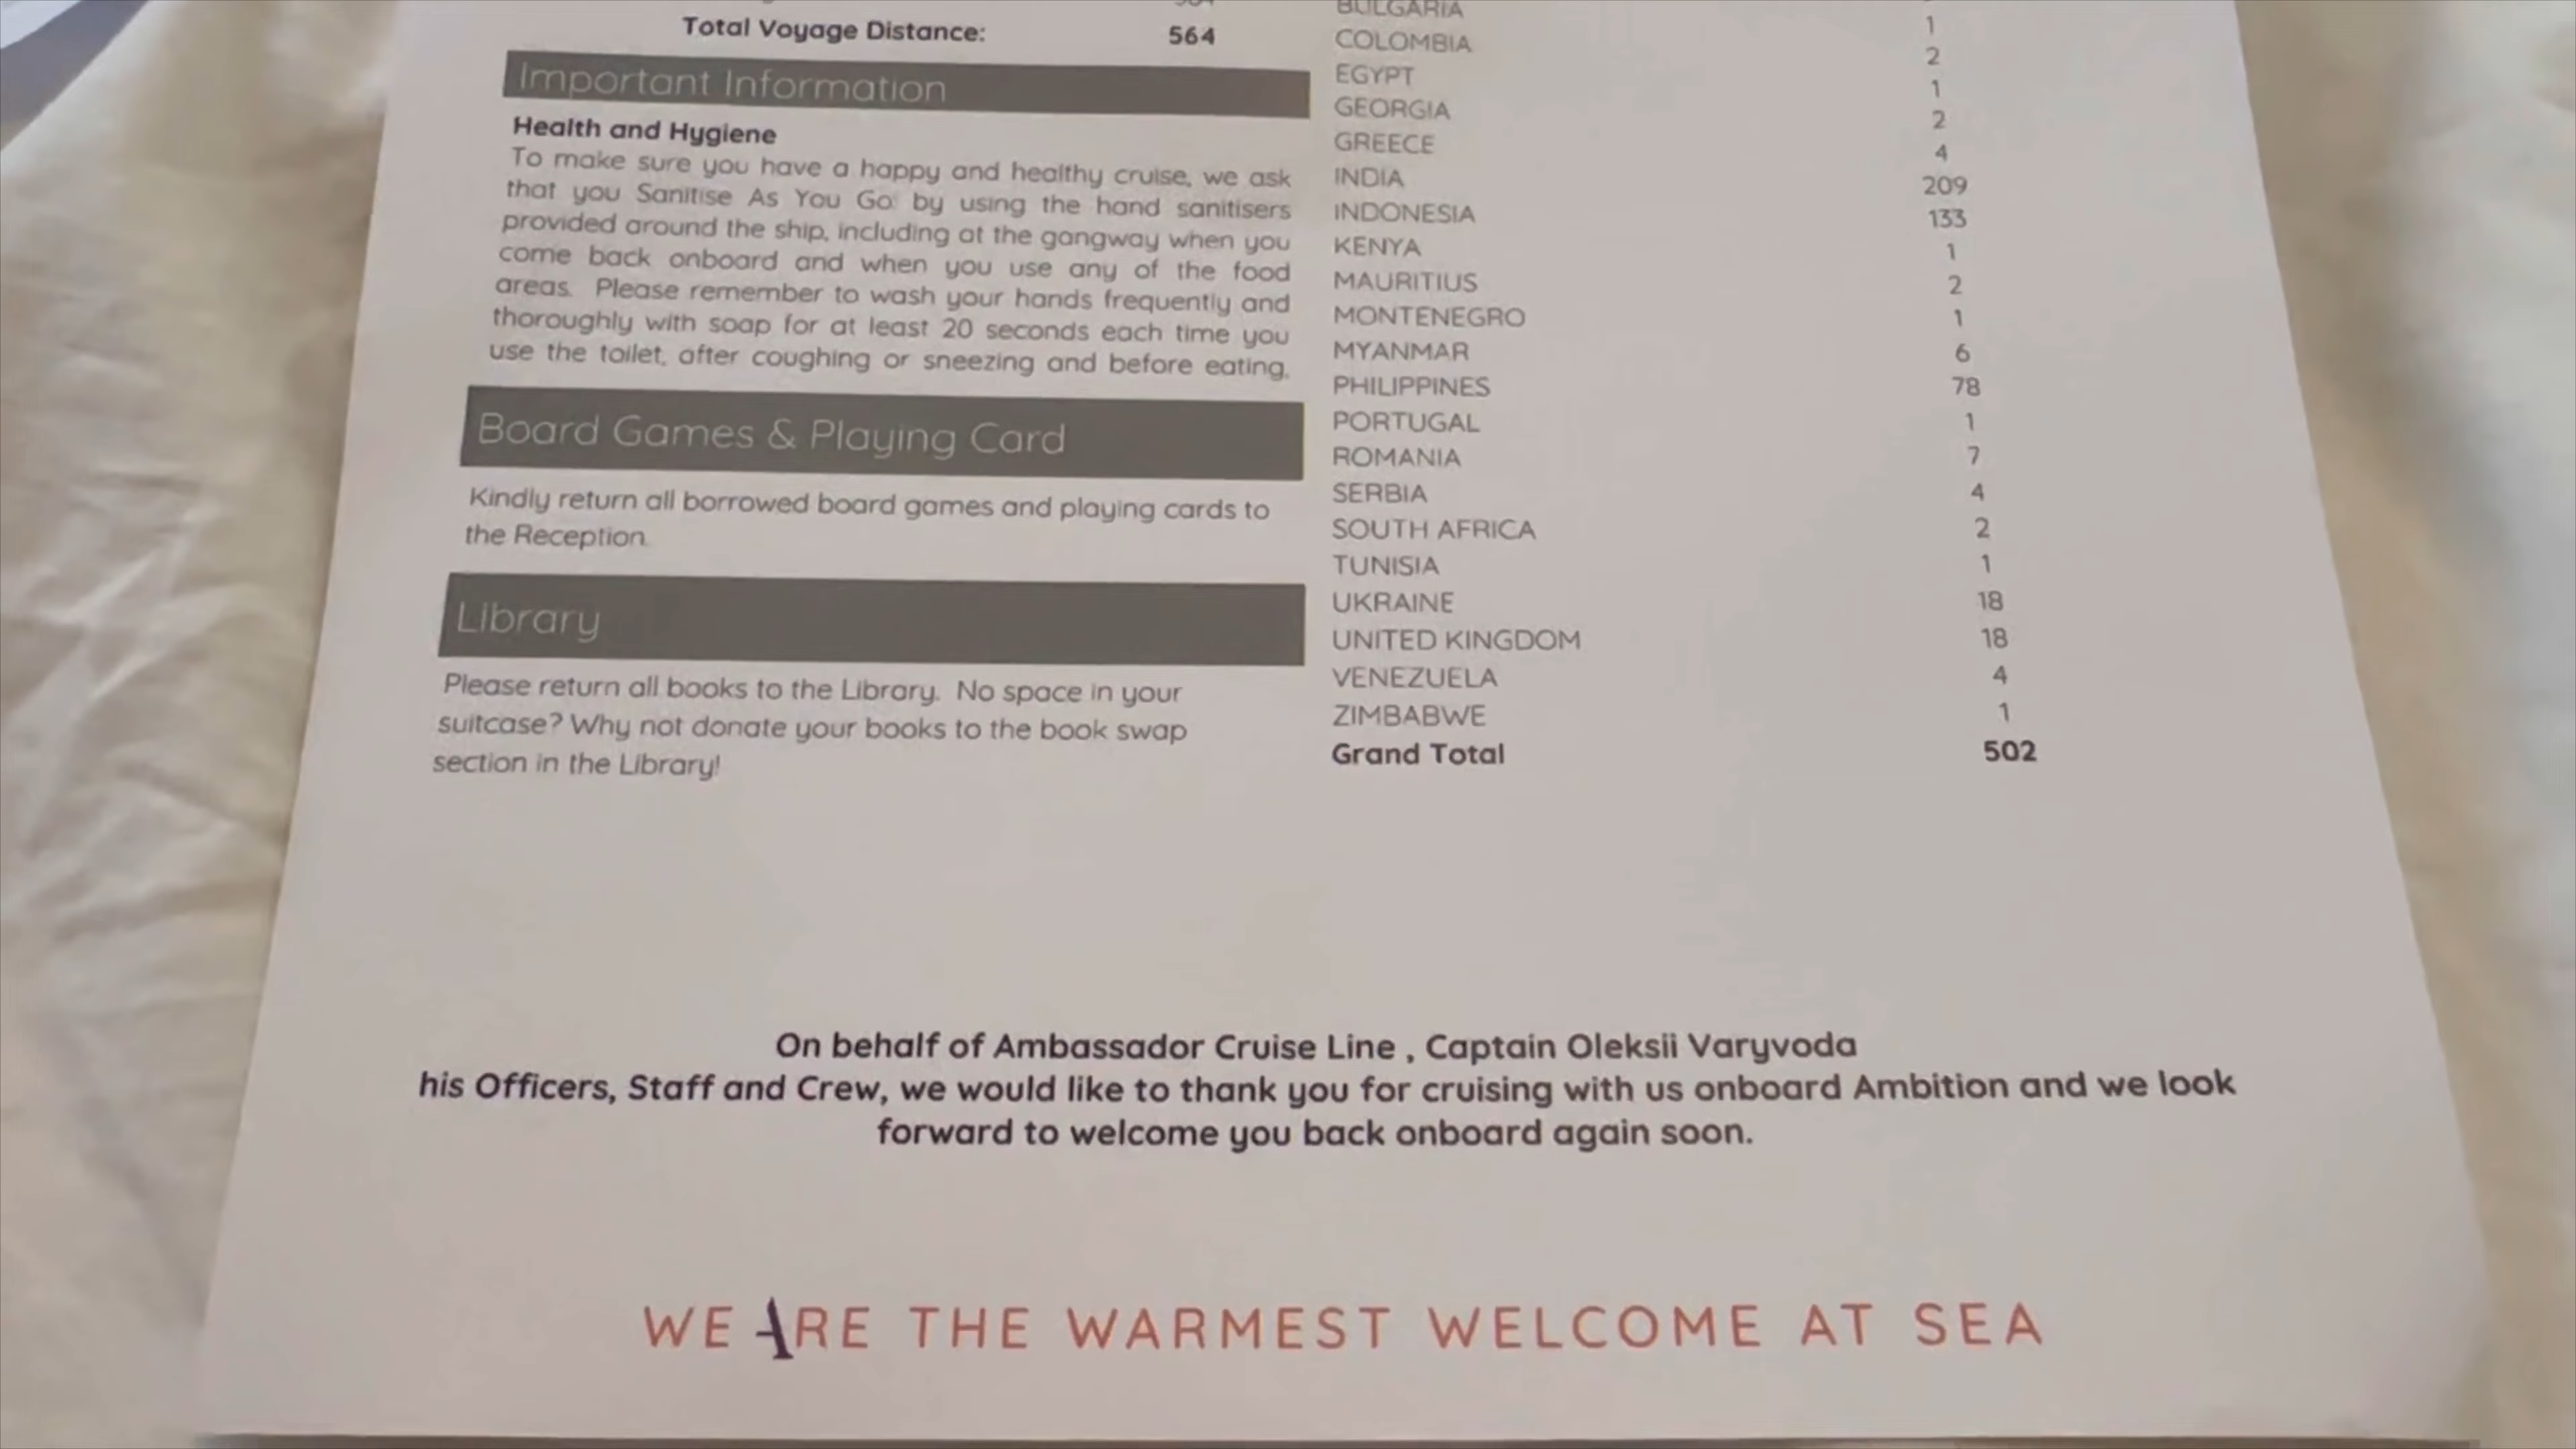 Total Voyage Distance: 564
Important Information
Health and Hygiene
To make sure you have a happy and healthy cruise, we ask
that you Sanitise As You Go by using the hand sanitisers
provided around the ship, including at the gangway when you
come back onboard and when you use any of the food
areas. Please remember to wash your hands frequently and
thoroughly with soap for at least 20 seconds each time you
use the toilet, after coughing or sneezing and before eating.
Board Games & Playing Card
Kindly return all borrowed board games and playing cards to
the Reception.
Library
Please return all books to the Library. No space in your
suitcase? Why not donate your books to the book swap
section in the Library!
BULGARIA 1
COLOMBIA 2
EGYPT 1
GEORGIA 2
GREECE 4
INDIA 209
INDONESIA 133
KENYA 1
MAURITIUS 2
MONTENEGRO 1
MYANMAR 6
PHILIPPINES 78
PORTUGAL 1
ROMANIA 7
SERBIA 4
SOUTH AFRICA 2
TUNISIA 1
UKRAINE 18
UNITED KINGDOM 18
VENEZUELA 4
ZIMBABWE 1
Grand Total 502
On behalf of Ambassador Cruise Line , Captain Oleksii Varyvoda
his Officers, Staff and Crew, we would like to thank you for cruising with us onboard Ambition and we look
forward to welcome you back onboard again soon.
WE ARE THE WARMEST WELCOME AT SEA